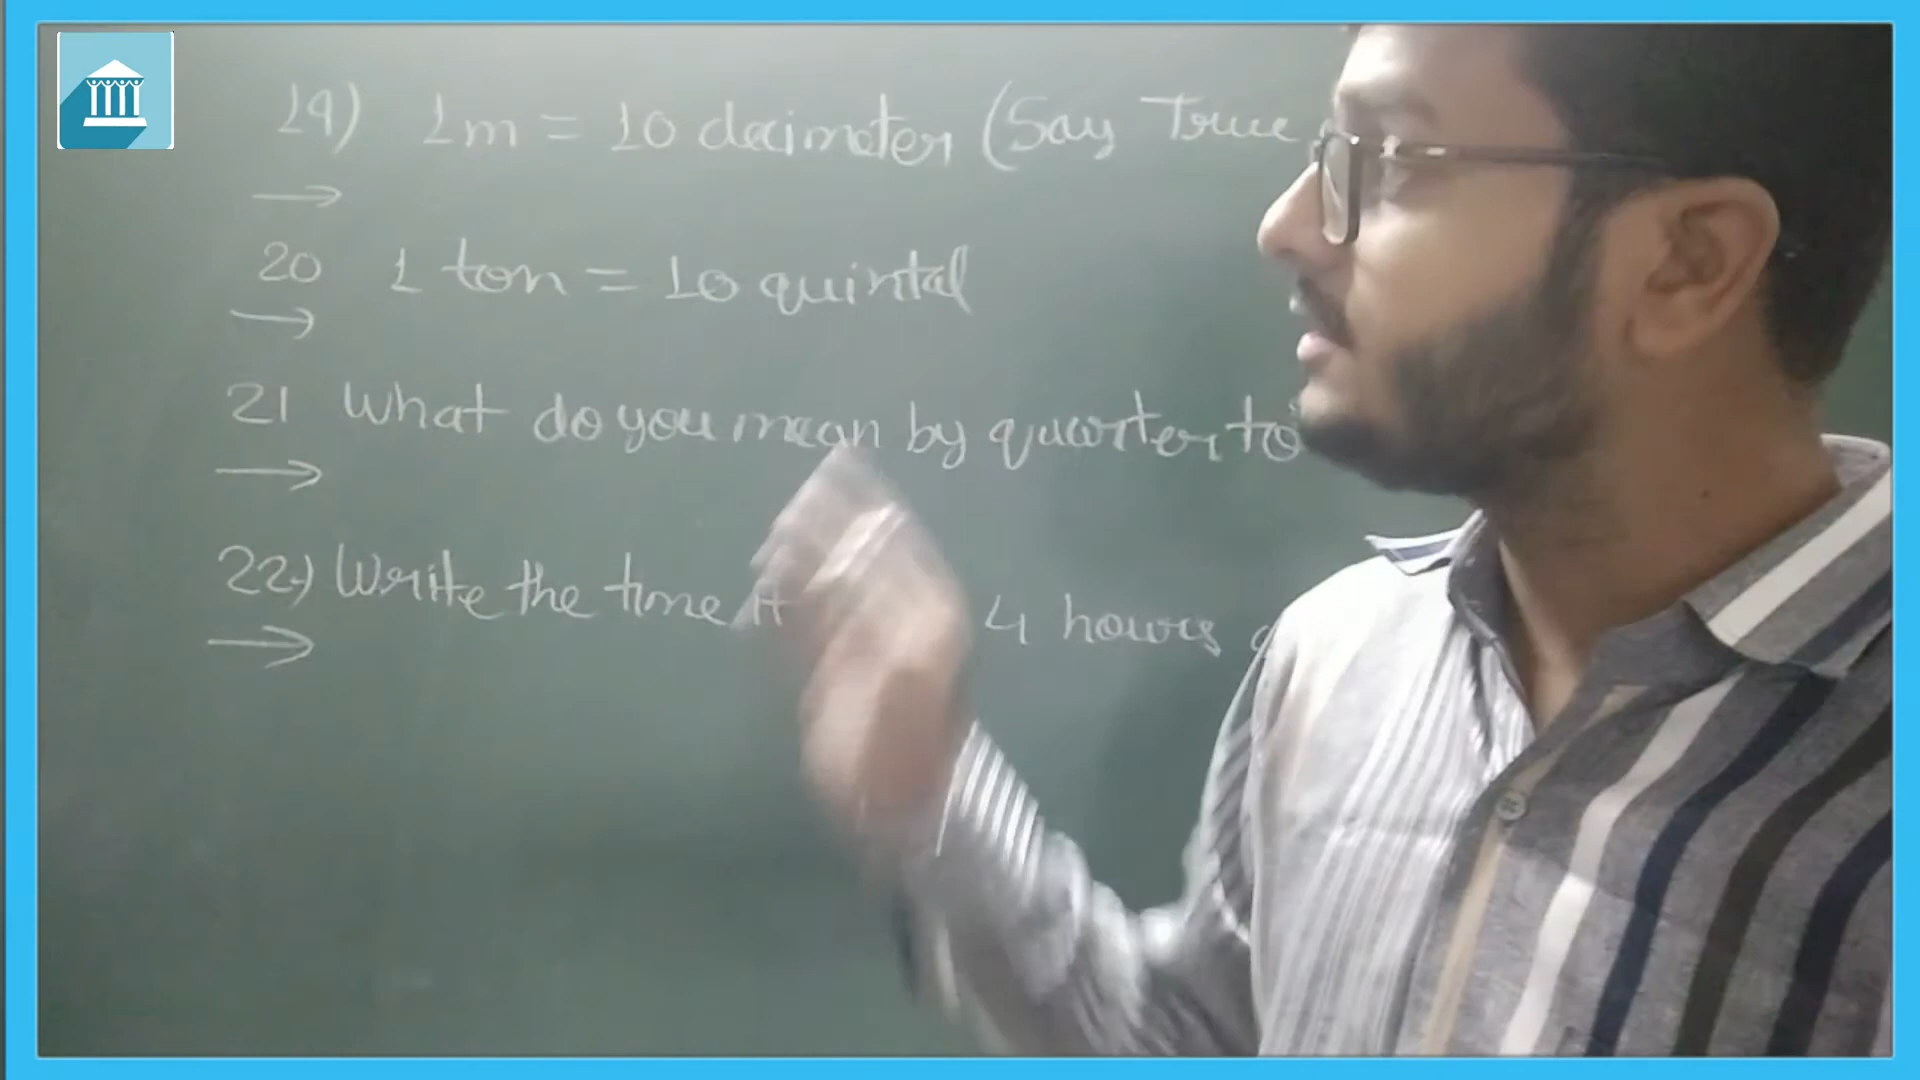 19) 1m = 10 decimeter (Say True
20 1 ton = 10 quintal
21 What do you mean by quarter to
22) Write the time it 4 hours